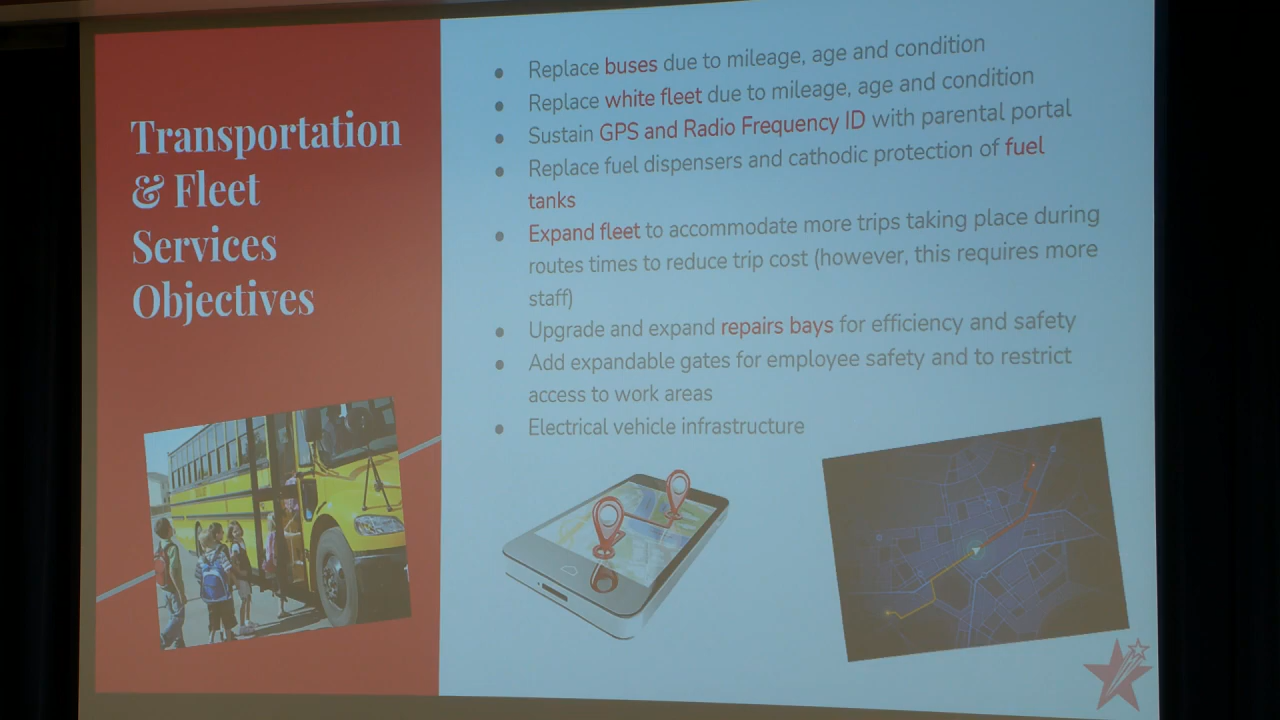 Transportation
& Fleet
Services
Objectives
Replace buses due to mileage, age and condition
Replace white fleet due to mileage, age and condition
Sustain GPS and Radio Frequency ID with parental portal
Replace fuel dispensers and cathodic protection of fuel
tanks
Expand fleet to accommodate more trips taking place during
routes times to reduce trip cost (however, this requires more
staff)
Upgrade and expand repairs bays for efficiency and safety
Add expandable gates for employee safety and to restrict
access to work areas
Electrical vehicle infrastructure